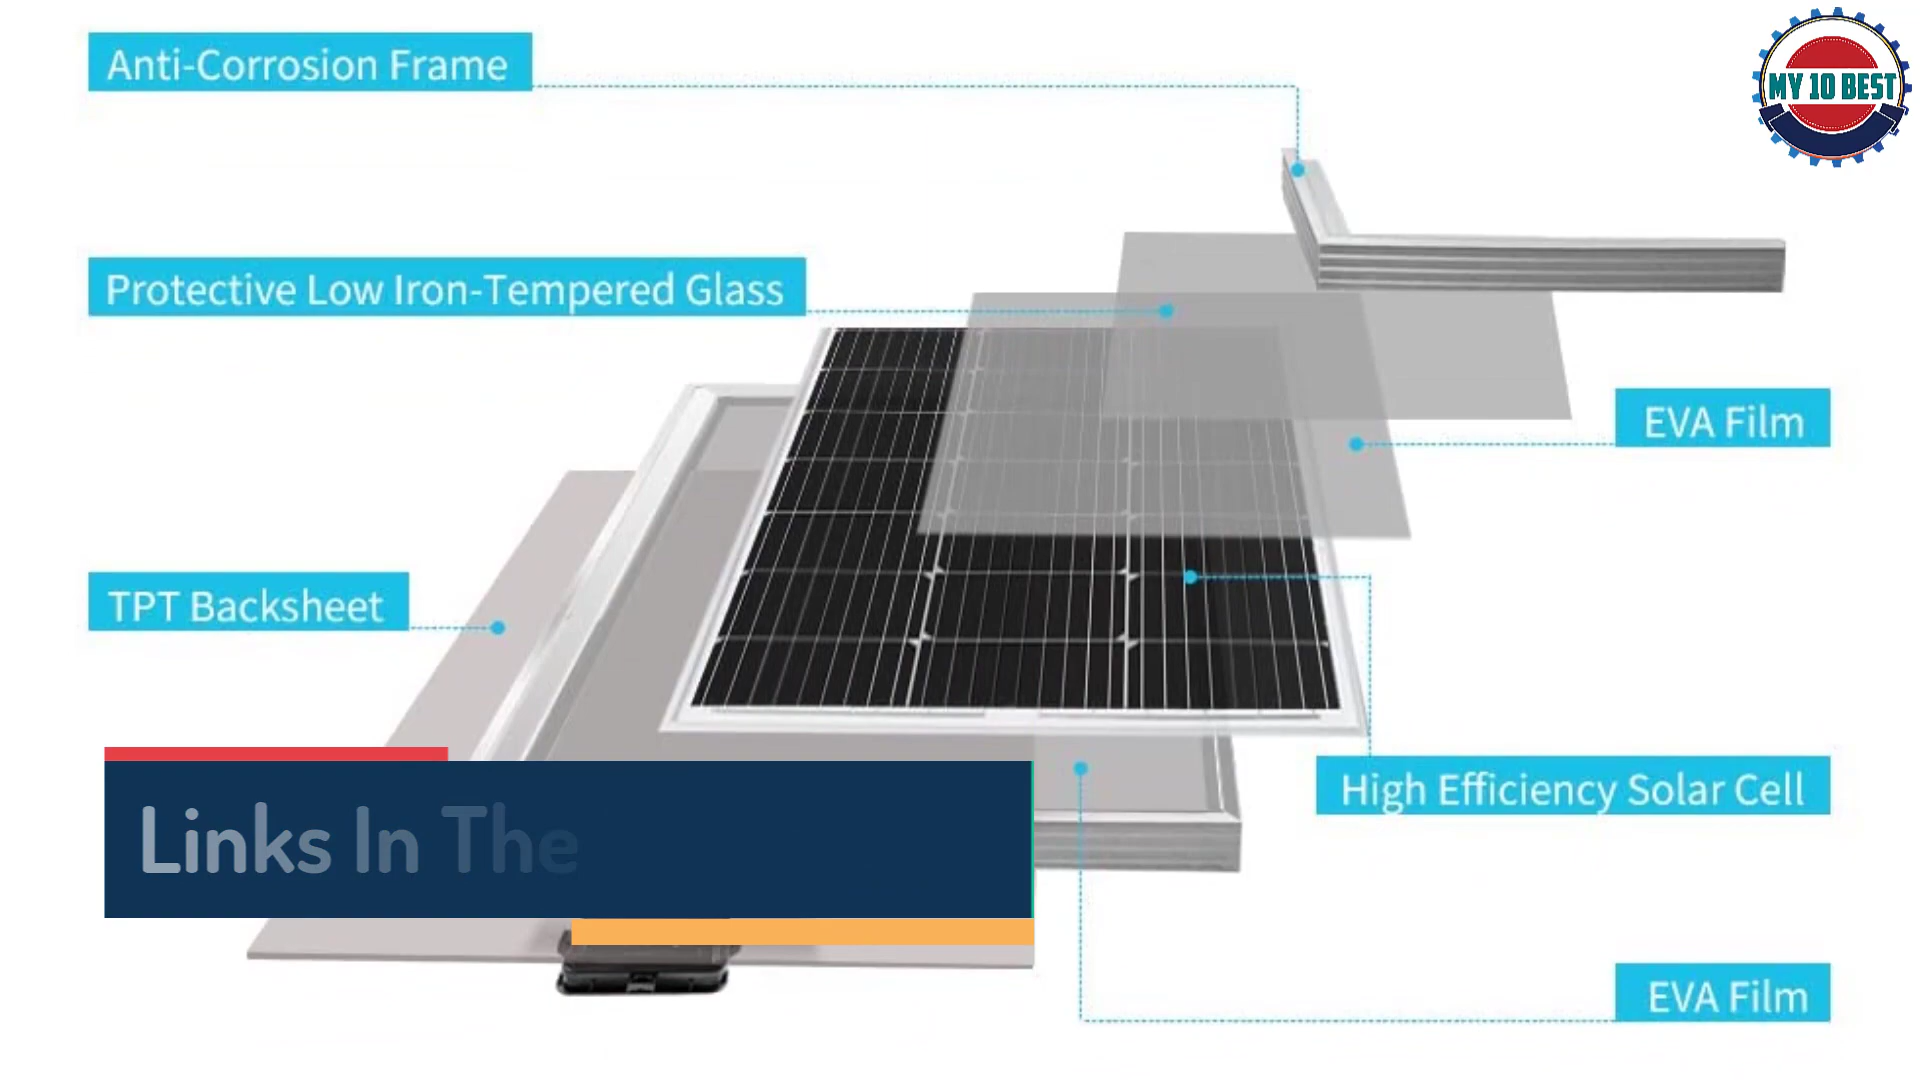 Anti-Corrosion Frame
MY 10 BEST
Protective Low Iron-Tempered Glass
EVA Film
TPT Backsheet
High Efficiency Solar Cell
Links In The
EVA Film